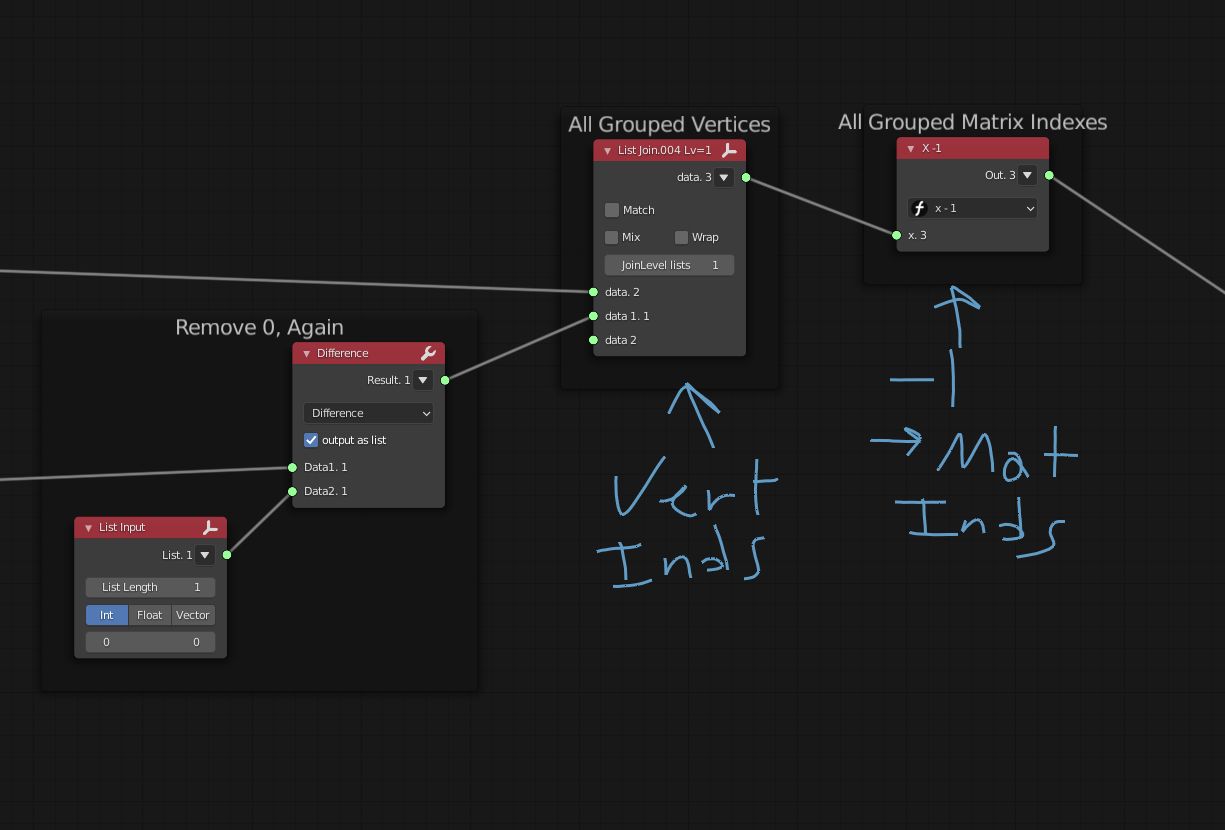 All Grouped Vertices
List Join.004 Lv=1
data. 3
Match
Mix Wrap
JoinLevel lists 1
data. 2
data 1. 1
data 2
All Grouped Matrix Indexes
X -1
Out. 3
x - 1
x. 3
Remove 0, Again
Difference
Result. 1
Difference
output as list
Data1. 1
Data2. 1
List Input
List. 1
List Length 1
Int Float Vector
0 0
Vert
Inds
-1
→ Mat
Inds